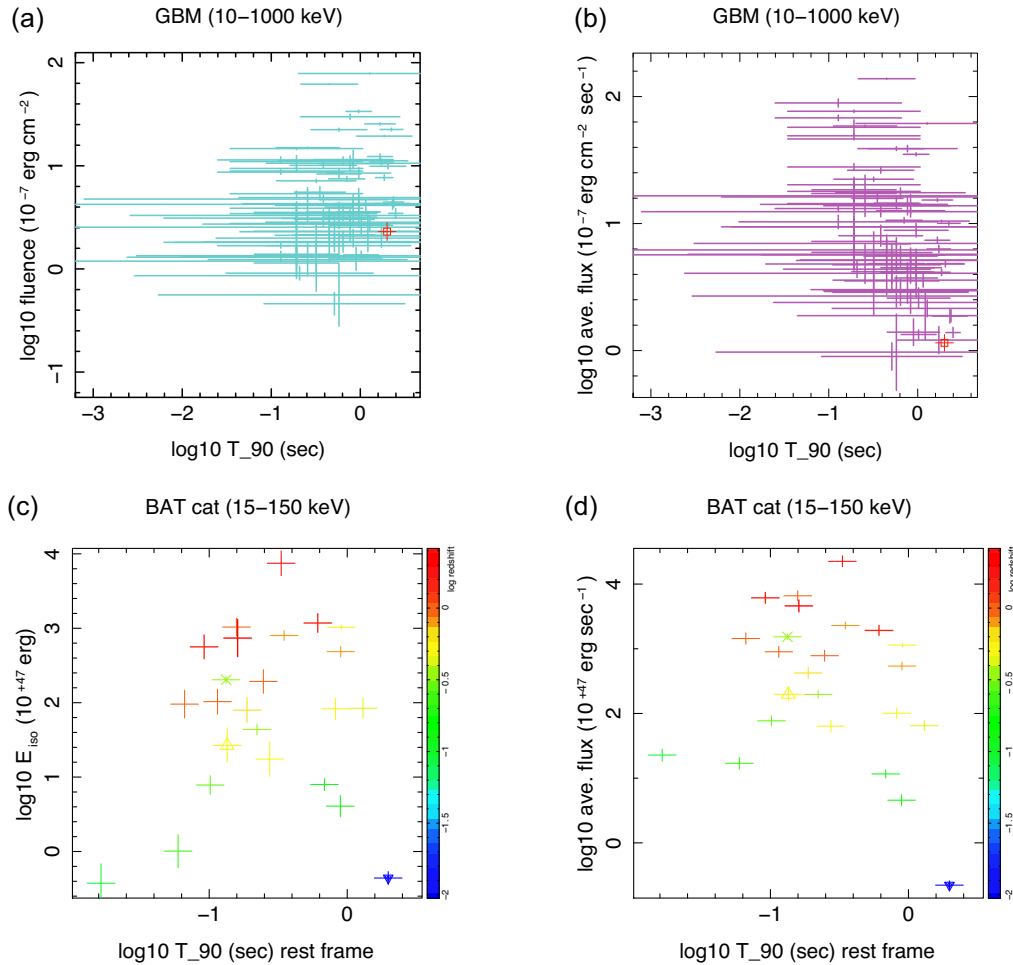 (a)
GBM (10−1000 keV)
log10 fluence (10⁻⁷ erg cm⁻²)
2
1
0
−1
−3
−2
−1
0
log10 T_90 (sec)
(b)
GBM (10−1000 keV)
log10 ave. flux (10⁻⁷ erg cm⁻² sec⁻¹)
2
1
0
−3
−2
−1
0
log10 T_90 (sec)
(c)
BAT cat (15−150 keV)
log10 E_iso (10⁺⁴⁷ erg)
4
3
2
1
0
−1
0
log10 T_90 (sec) rest frame
log redshift
0
−0.5
−1
−1.5
−2
(d)
BAT cat (15−150 keV)
log10 ave. flux (10⁺⁴⁷ erg sec⁻¹)
4
2
0
−1
0
log10 T_90 (sec) rest frame
log redshift
0
−0.5
−1
−1.5
−2